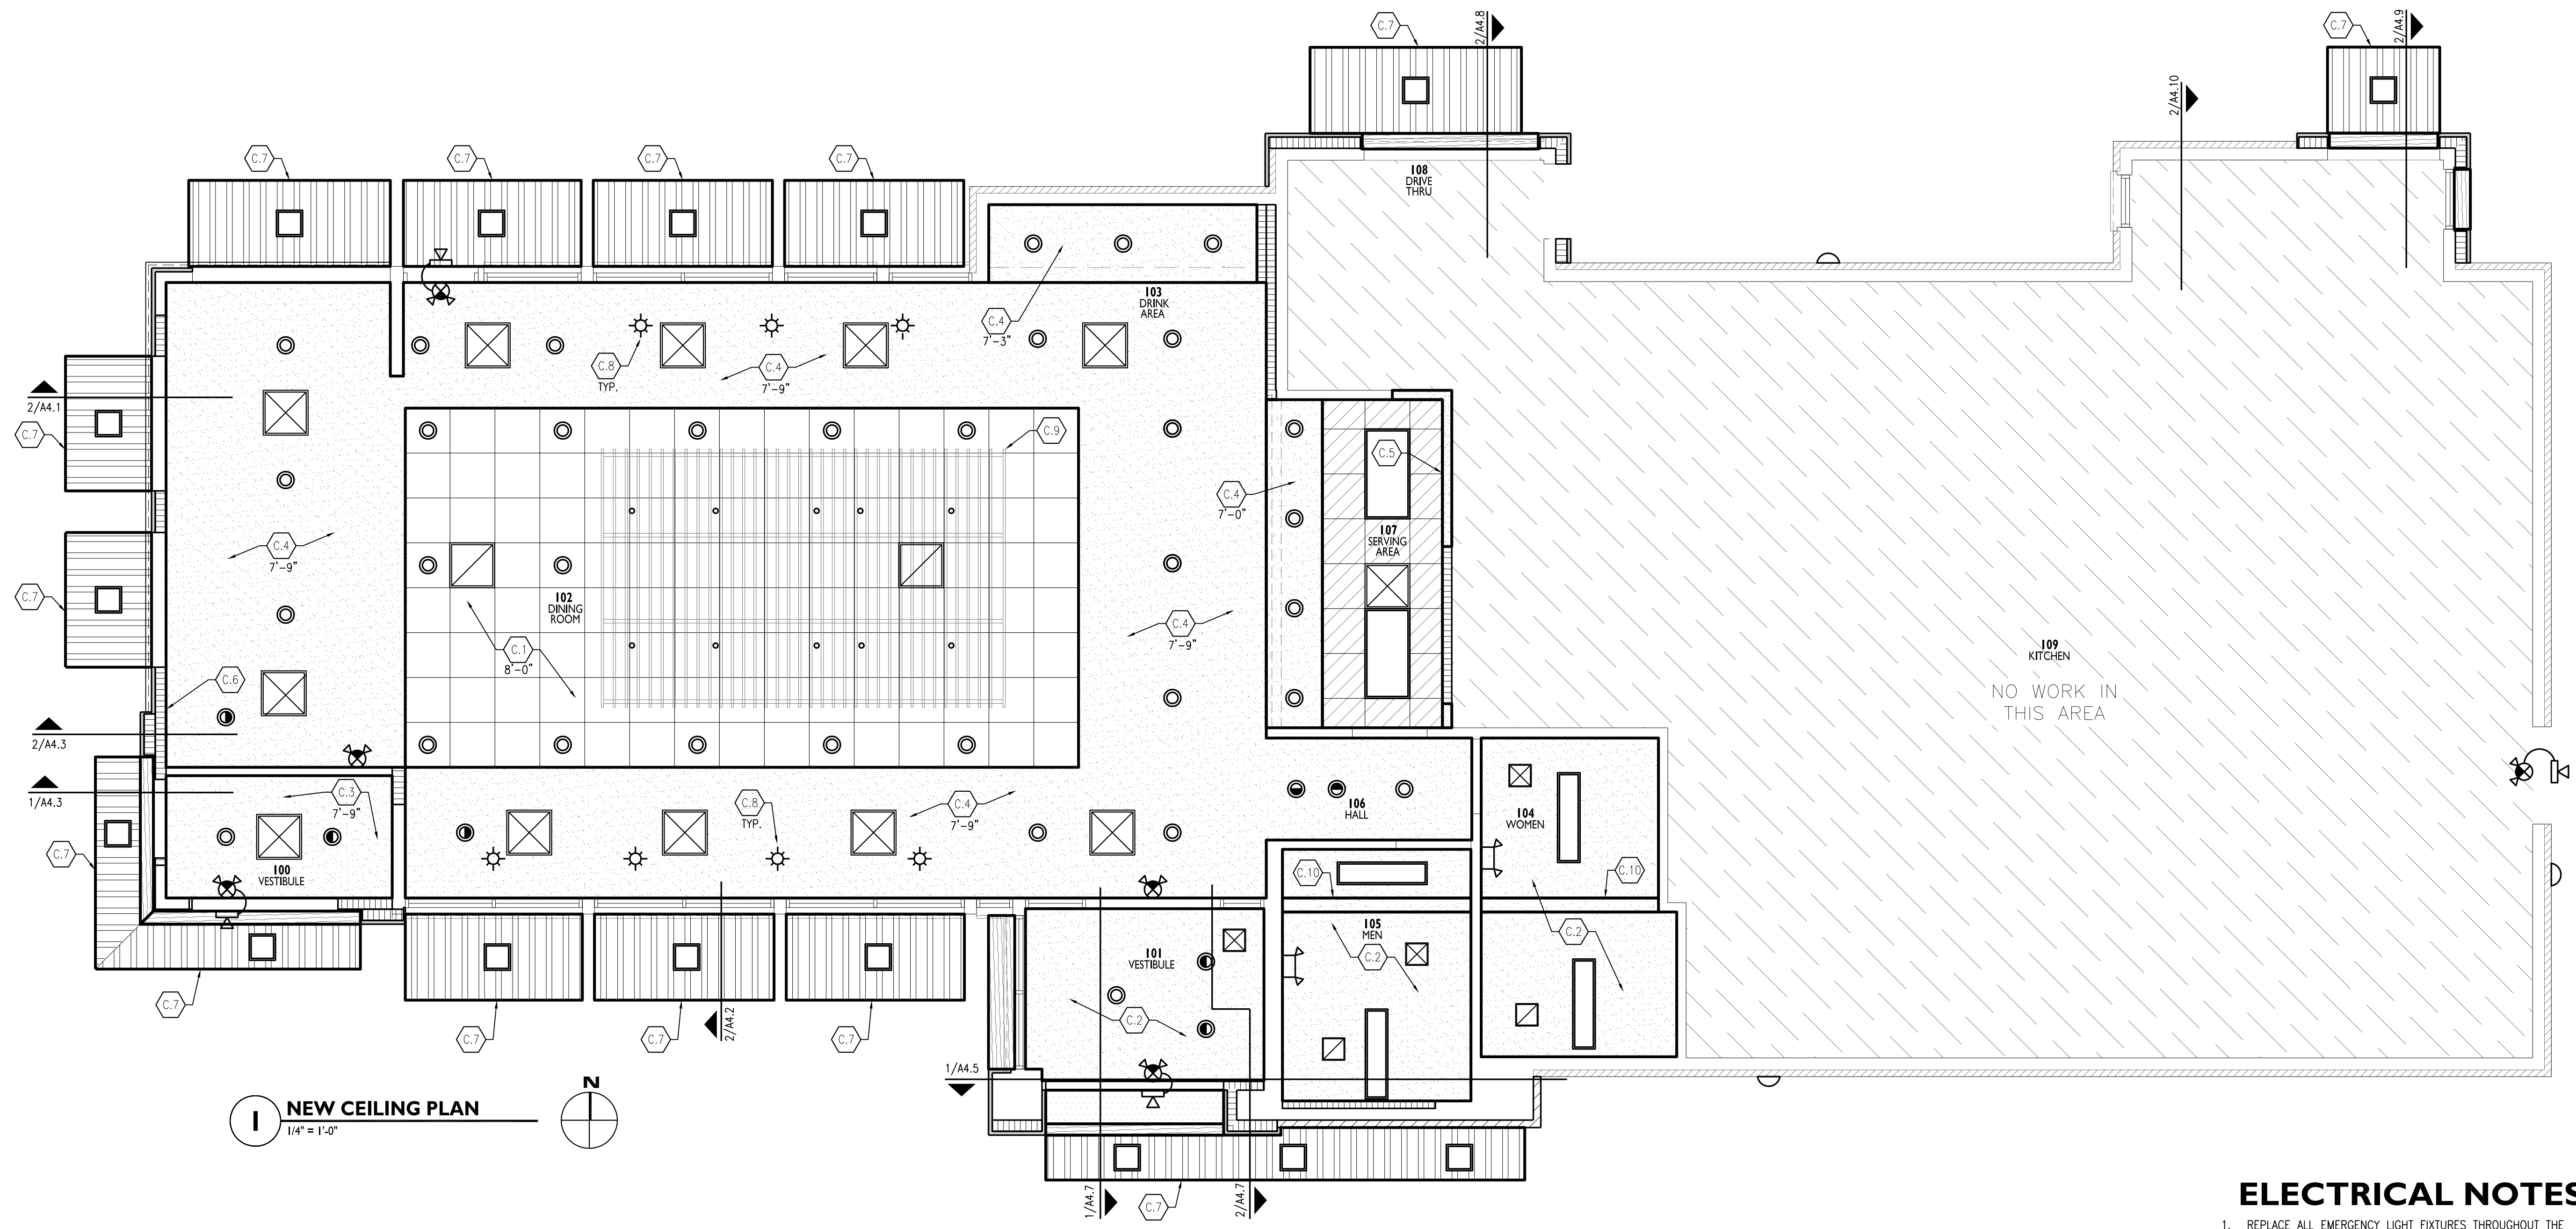 C.7
2/A4.8
C.7
2/A4.9
2/A4.10
C.7
C.7
C.7
C.7
108
DRIVE
THRU
103
DRINK
AREA
C.4
7'-3"
C.8
TYP.
C.4
7'-9"
2/A4.1
C.7
C.9
C.5
C.4
7'-0"
107
SERVING
AREA
C.4
7'-9"
C.7
102
DINING
ROOM
C.1
8'-0"
C.4
7'-9"
109
KITCHEN
NO WORK IN
THIS AREA
C.6
2/A4.3
1/A4.3
C.3
7'-9"
C.8
TYP.
C.4
7'-9"
106
HALL
104
WOMEN
C.7
100
VESTIBULE
C.10
C.10
105
MEN
C.2
C.2
101
VESTIBULE
C.2
C.7
C.7
C.7
2/A4.2
C.7
1/A4.5
N
1
NEW CEILING PLAN
1/4" = 1'-0"
1/A4.7
C.7
2/A4.7
ELECTRICAL NOTES
1. REPLACE ALL EMERGENCY LIGHT FIXTURES THROUGHOUT THE